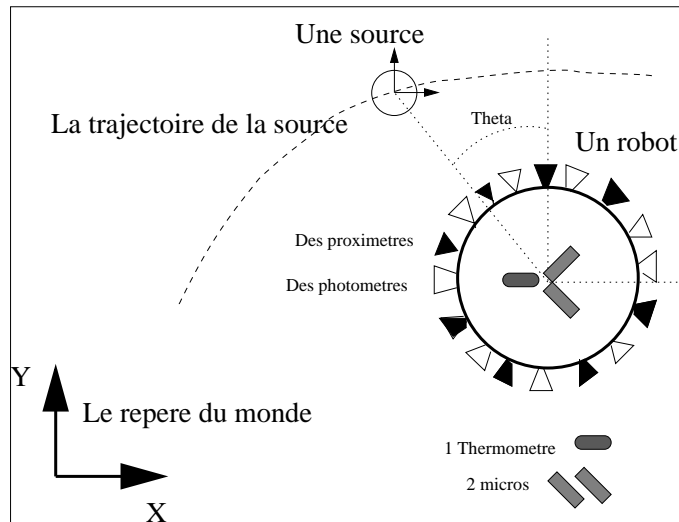 Une source
La trajectoire de la source
Theta
Un robot
Des proximetres
Des photometres
Y
Le repere du monde
X
1 Thermometre
2 micros